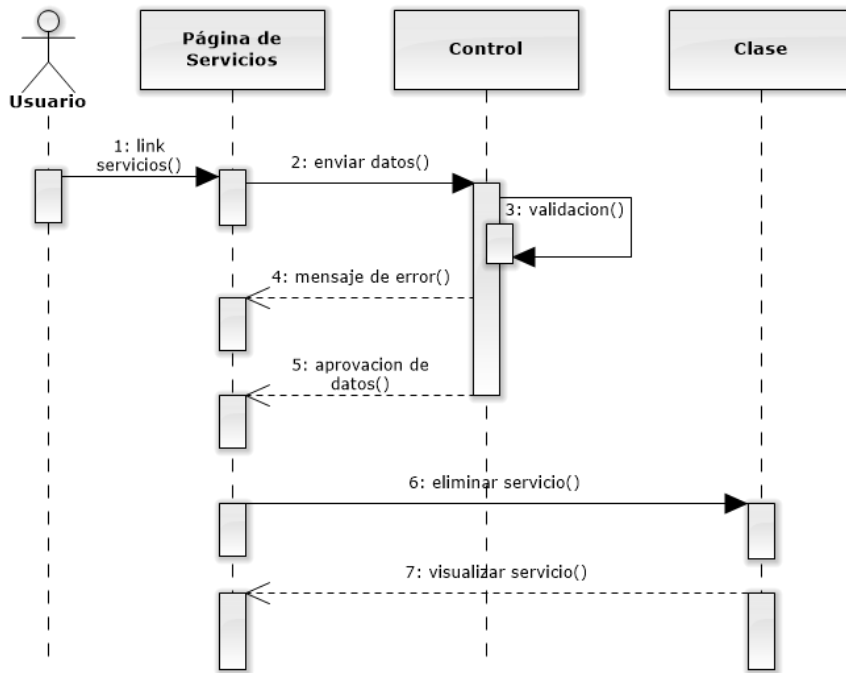 Usuario
Página de
Servicios
Control
Clase
1: link
servicios()
2: enviar datos()
3: validacion()
4: mensaje de error()
5: aprovacion de
datos()
6: eliminar servicio()
7: visualizar servicio()